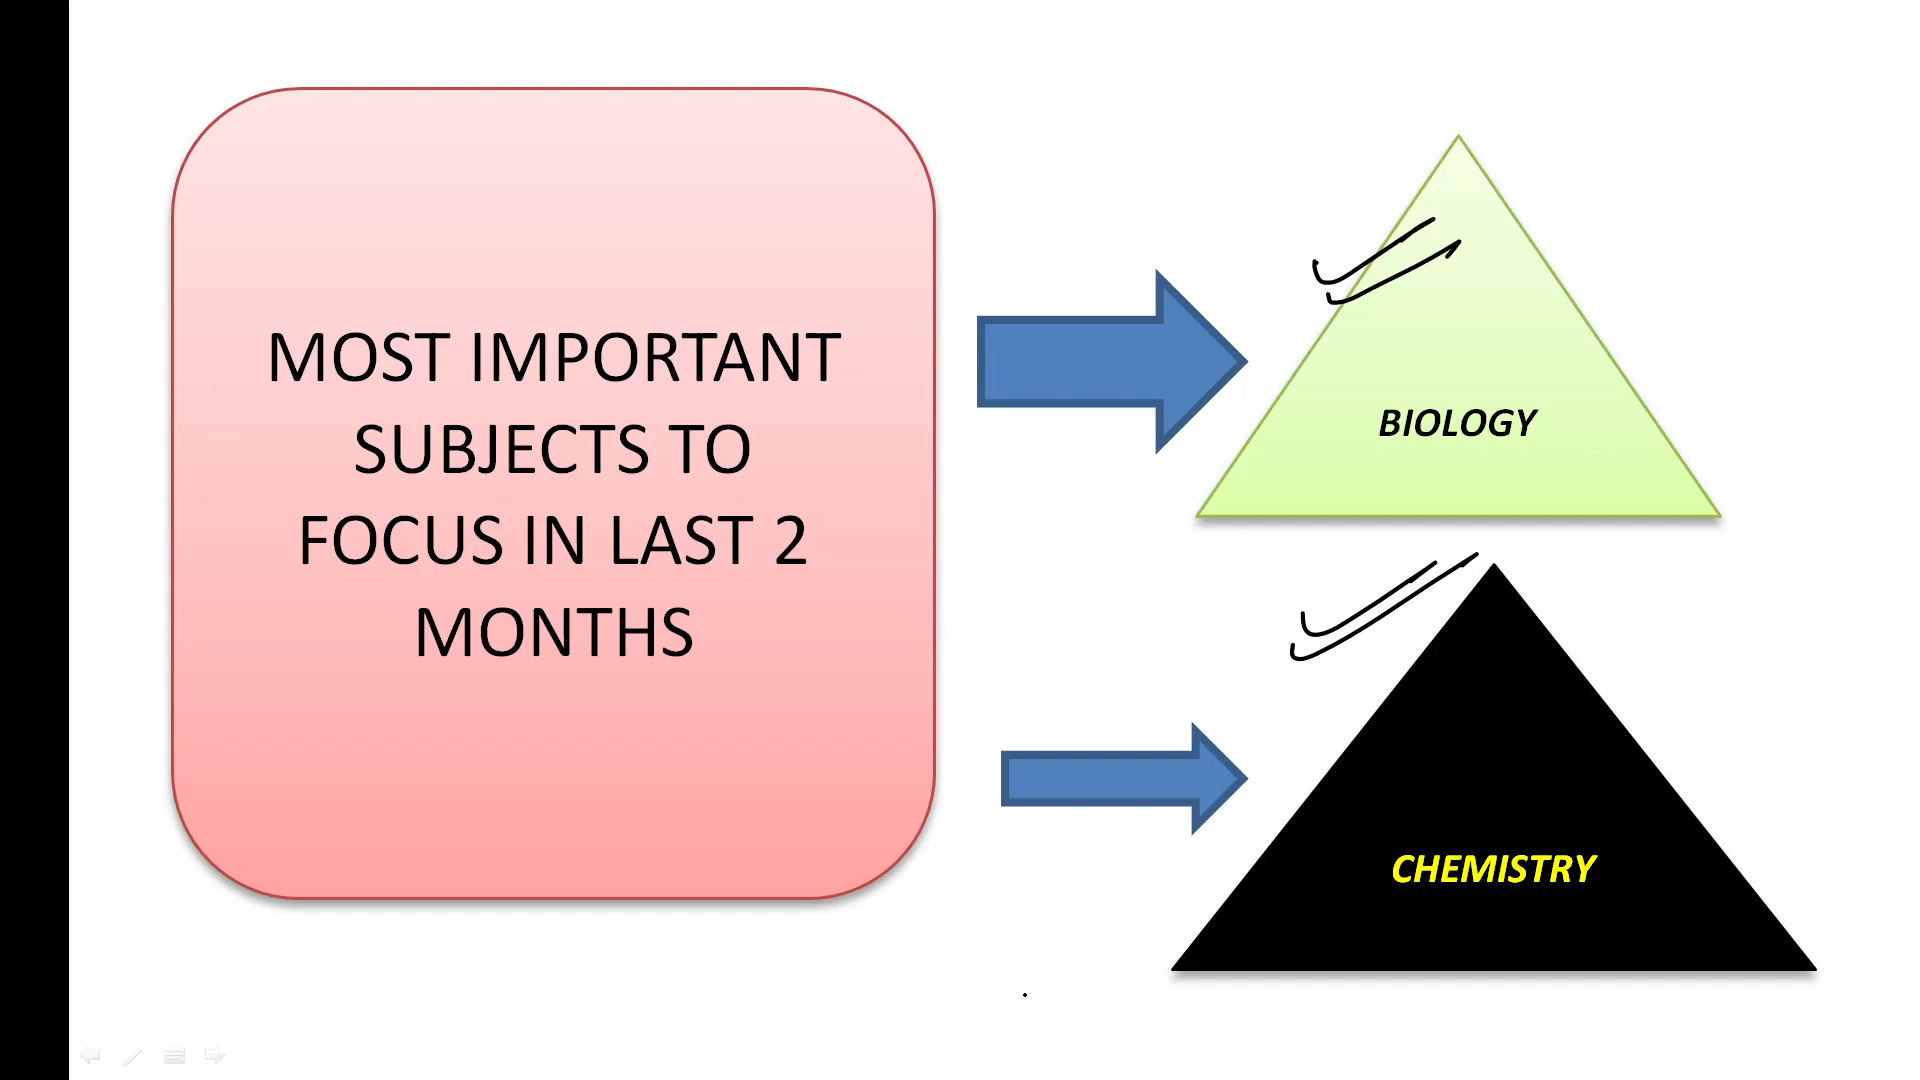 MOST IMPORTANT
SUBJECTS TO
FOCUS IN LAST 2
MONTHS
BIOLOGY
CHEMISTRY